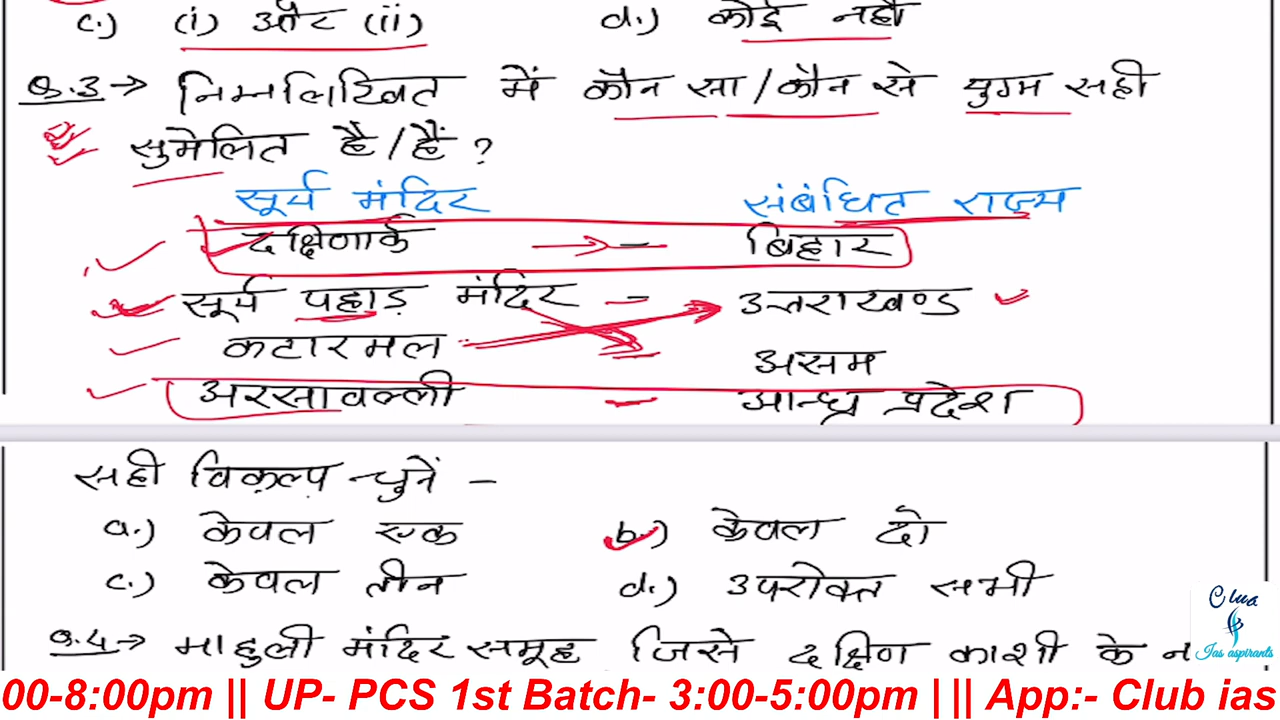 c.) (i) और (ii) d.) कोई नहीं
Q.3→ निम्नलिखित में कौन सा/कौन से युग्म सही
सुमेलित है/हैं?
सूर्य मंदिर संबंधित राज्य
दक्षिणार्क - बिहार
सूर्य पहाड़ मंदिर - उत्तराखण्ड
कटारमल - असम
अरसावल्ली - आन्ध्र प्रदेश
सही विकल्प चुनें -
a.) केवल एक b.) केवल दो
c.) केवल तीन d.) उपरोक्त सभी
Q.4→ माहुली मंदिर समूह जिसे दक्षिण काशी के न
Club
Ias aspirants
00-8:00pm || UP- PCS 1st Batch- 3:00-5:00pm | || App:- Club ias